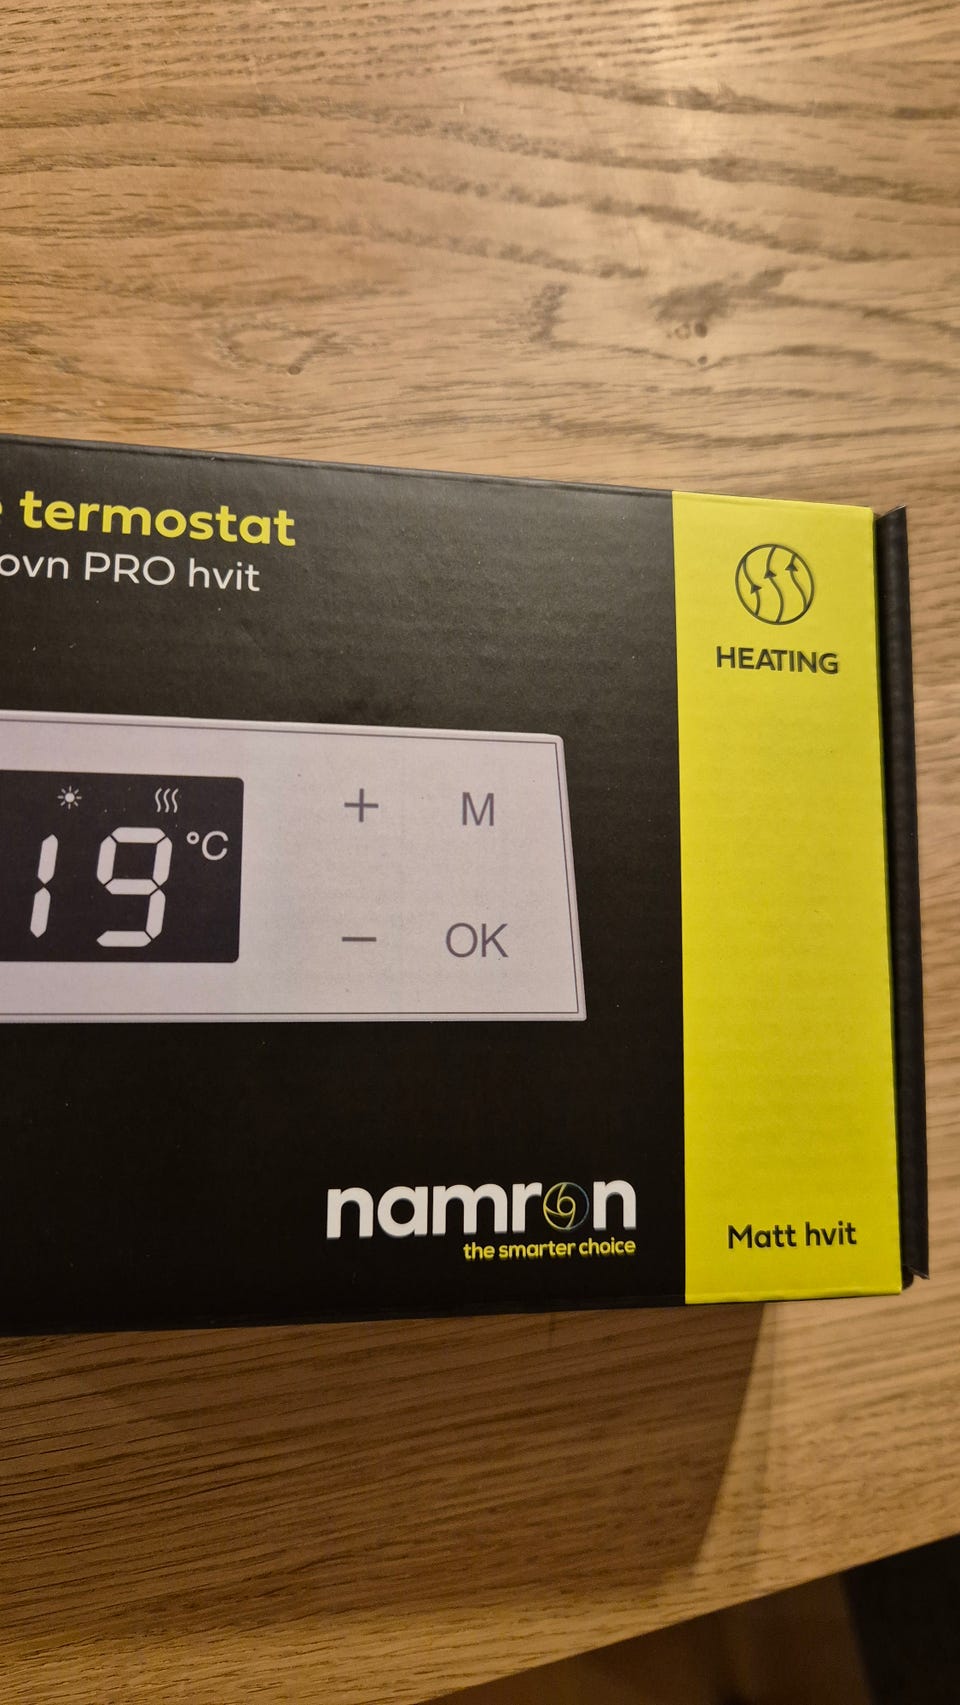 termostat
ovn PRO hvit
HEATING
+ M
19 °C
− OK
namron
the smarter choice
Matt hvit